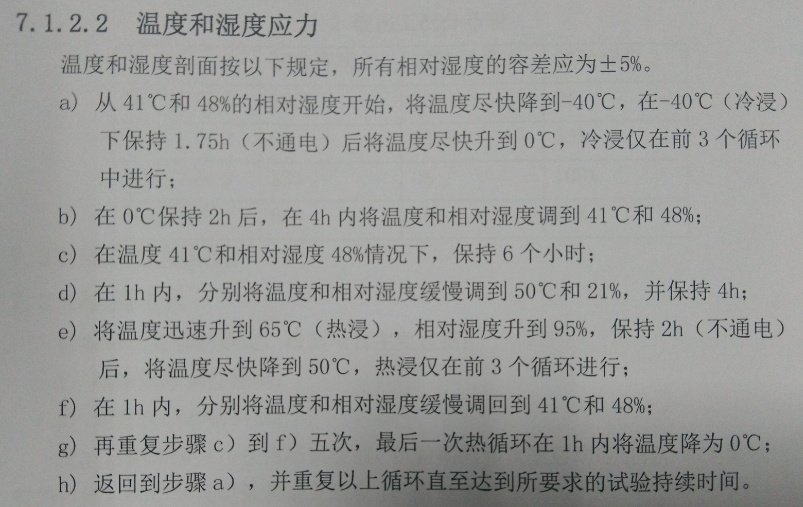 7.1.2.2 温度和湿度应力
温度和湿度剖面按以下规定，所有相对湿度的容差应为±5%。
a) 从 41℃和 48%的相对湿度开始，将温度尽快降到-40℃，在-40℃（冷浸）
下保持 1.75h（不通电）后将温度尽快升到 0℃，冷浸仅在前 3 个循环
中进行；
b) 在 0℃保持 2h 后，在 4h 内将温度和相对湿度调到 41℃和 48%；
c) 在温度 41℃和相对湿度 48%情况下，保持 6 个小时；
d) 在 1h 内，分别将温度和相对湿度缓慢调到 50℃和 21%，并保持 4h；
e) 将温度迅速升到 65℃（热浸），相对湿度升到 95%，保持 2h（不通电）
后，将温度尽快降到 50℃，热浸仅在前 3 个循环进行；
f) 在 1h 内，分别将温度和相对湿度缓慢调回到 41℃和 48%；
g) 再重复步骤 c）到 f）五次，最后一次热循环在 1h 内将温度降为 0℃；
h) 返回到步骤 a），并重复以上循环直至达到所要求的试验持续时间。